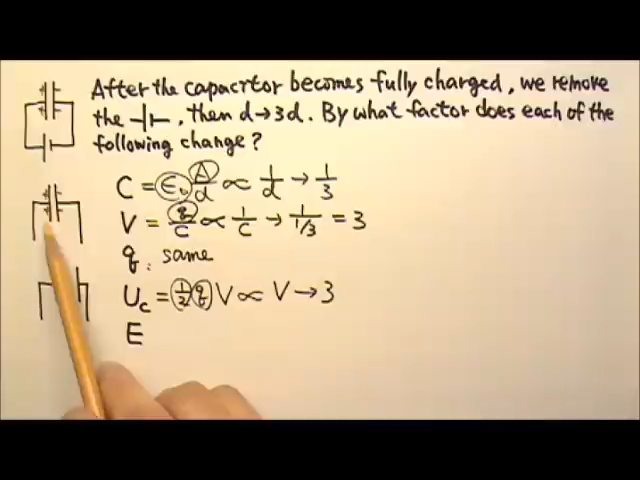 After the capacitor becomes fully charged, we remove
the ⊣⊢, then d→3d. By what factor does each of the
following change?
C = ε₀ A/d ∝ 1/d → 1/3
V = q/C ∝ 1/C → 1/(1/3) = 3
q: same
U_C = 1/2 q V ∝ V → 3
E